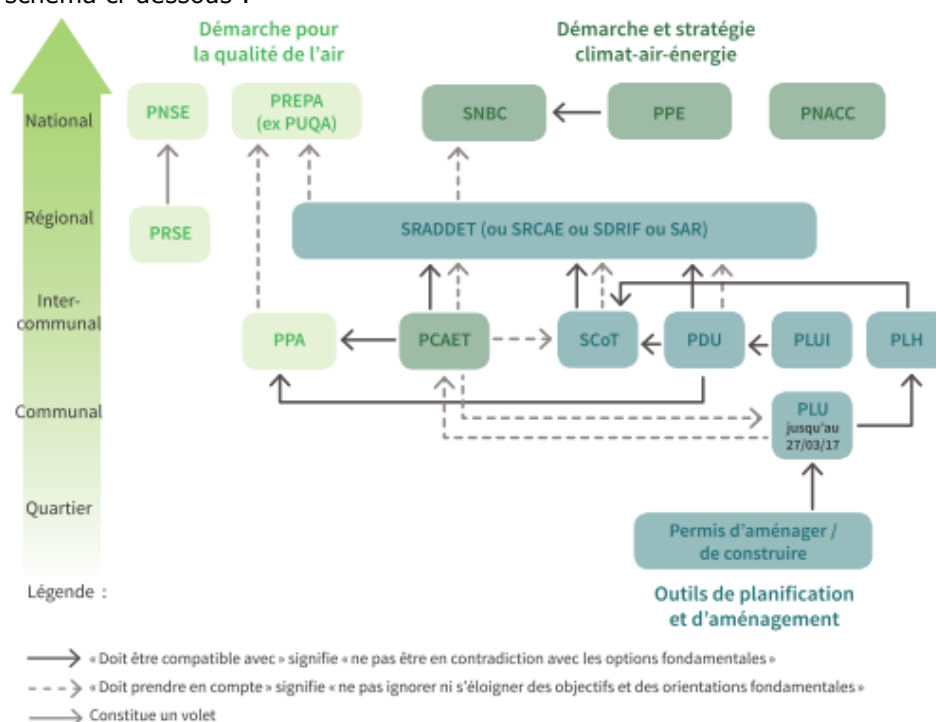 schéma ci-dessous :
Démarche pour
la qualité de l'air
Démarche et stratégie
climat-air-énergie
National
PNSE
PREPA
(ex PUQA)
SNBC
PPE
PNACC
Régional
PRSE
SRADDET (ou SRCAE ou SDRIF ou SAR)
Inter-
communal
PPA
PCAET
SCoT
PDU
PLUI
PLH
Communal
PLU
jusqu'au
27/03/17
Quartier
Permis d'aménager /
de construire
Légende :
Outils de planification
et d'aménagement
« Doit être compatible avec » signifie « ne pas être en contradiction avec les options fondamentales »
« Doit prendre en compte » signifie « ne pas ignorer ni s'éloigner des objectifs et des orientations fondamentales »
Constitue un volet